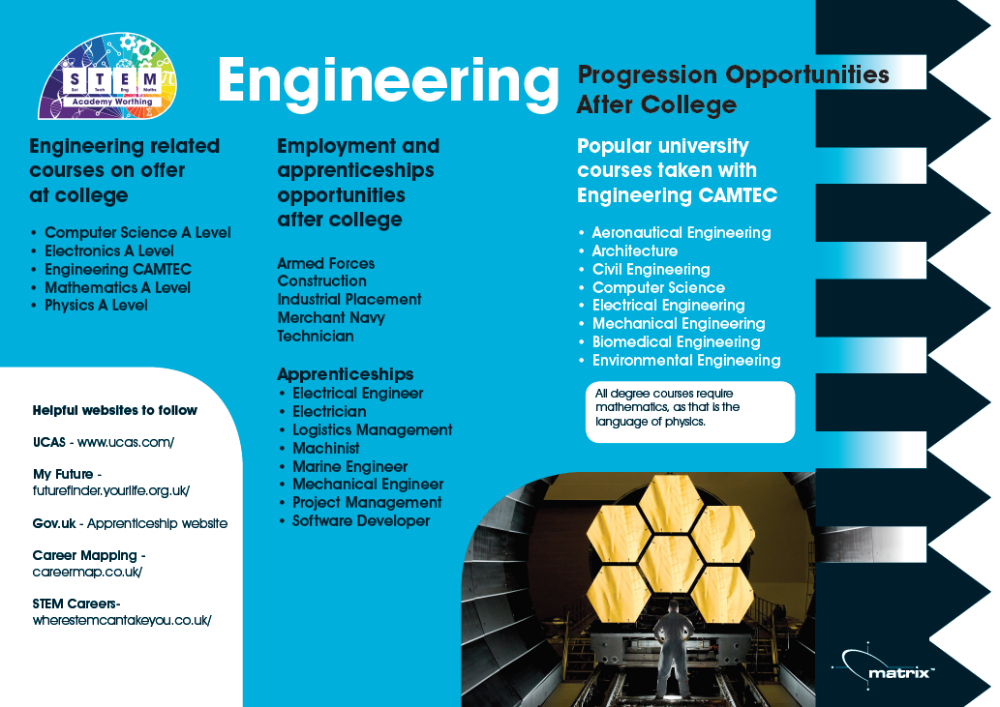 S T E M
Sci Tech Eng Maths
Academy Worthing
Engineering
Progression Opportunities
After College
Engineering related
courses on offer
at college
• Computer Science A Level
• Electronics A Level
• Engineering CAMTEC
• Mathematics A Level
• Physics A Level
Helpful websites to follow
UCAS - www.ucas.com/
My Future -
futurefinder.yourlife.org.uk/
Gov.uk - Apprenticeship website
Career Mapping -
careermap.co.uk/
STEM Careers-
wherestemcantakeyou.co.uk/
Employment and
apprenticeships
opportunities
after college
Armed Forces
Construction
Industrial Placement
Merchant Navy
Technician
Apprenticeships
• Electrical Engineer
• Electrician
• Logistics Management
• Machinist
• Marine Engineer
• Mechanical Engineer
• Project Management
• Software Developer
Popular university
courses taken with
Engineering CAMTEC
• Aeronautical Engineering
• Architecture
• Civil Engineering
• Computer Science
• Electrical Engineering
• Mechanical Engineering
• Biomedical Engineering
• Environmental Engineering
All degree courses require
mathematics, as that is the
language of physics.
matrix™